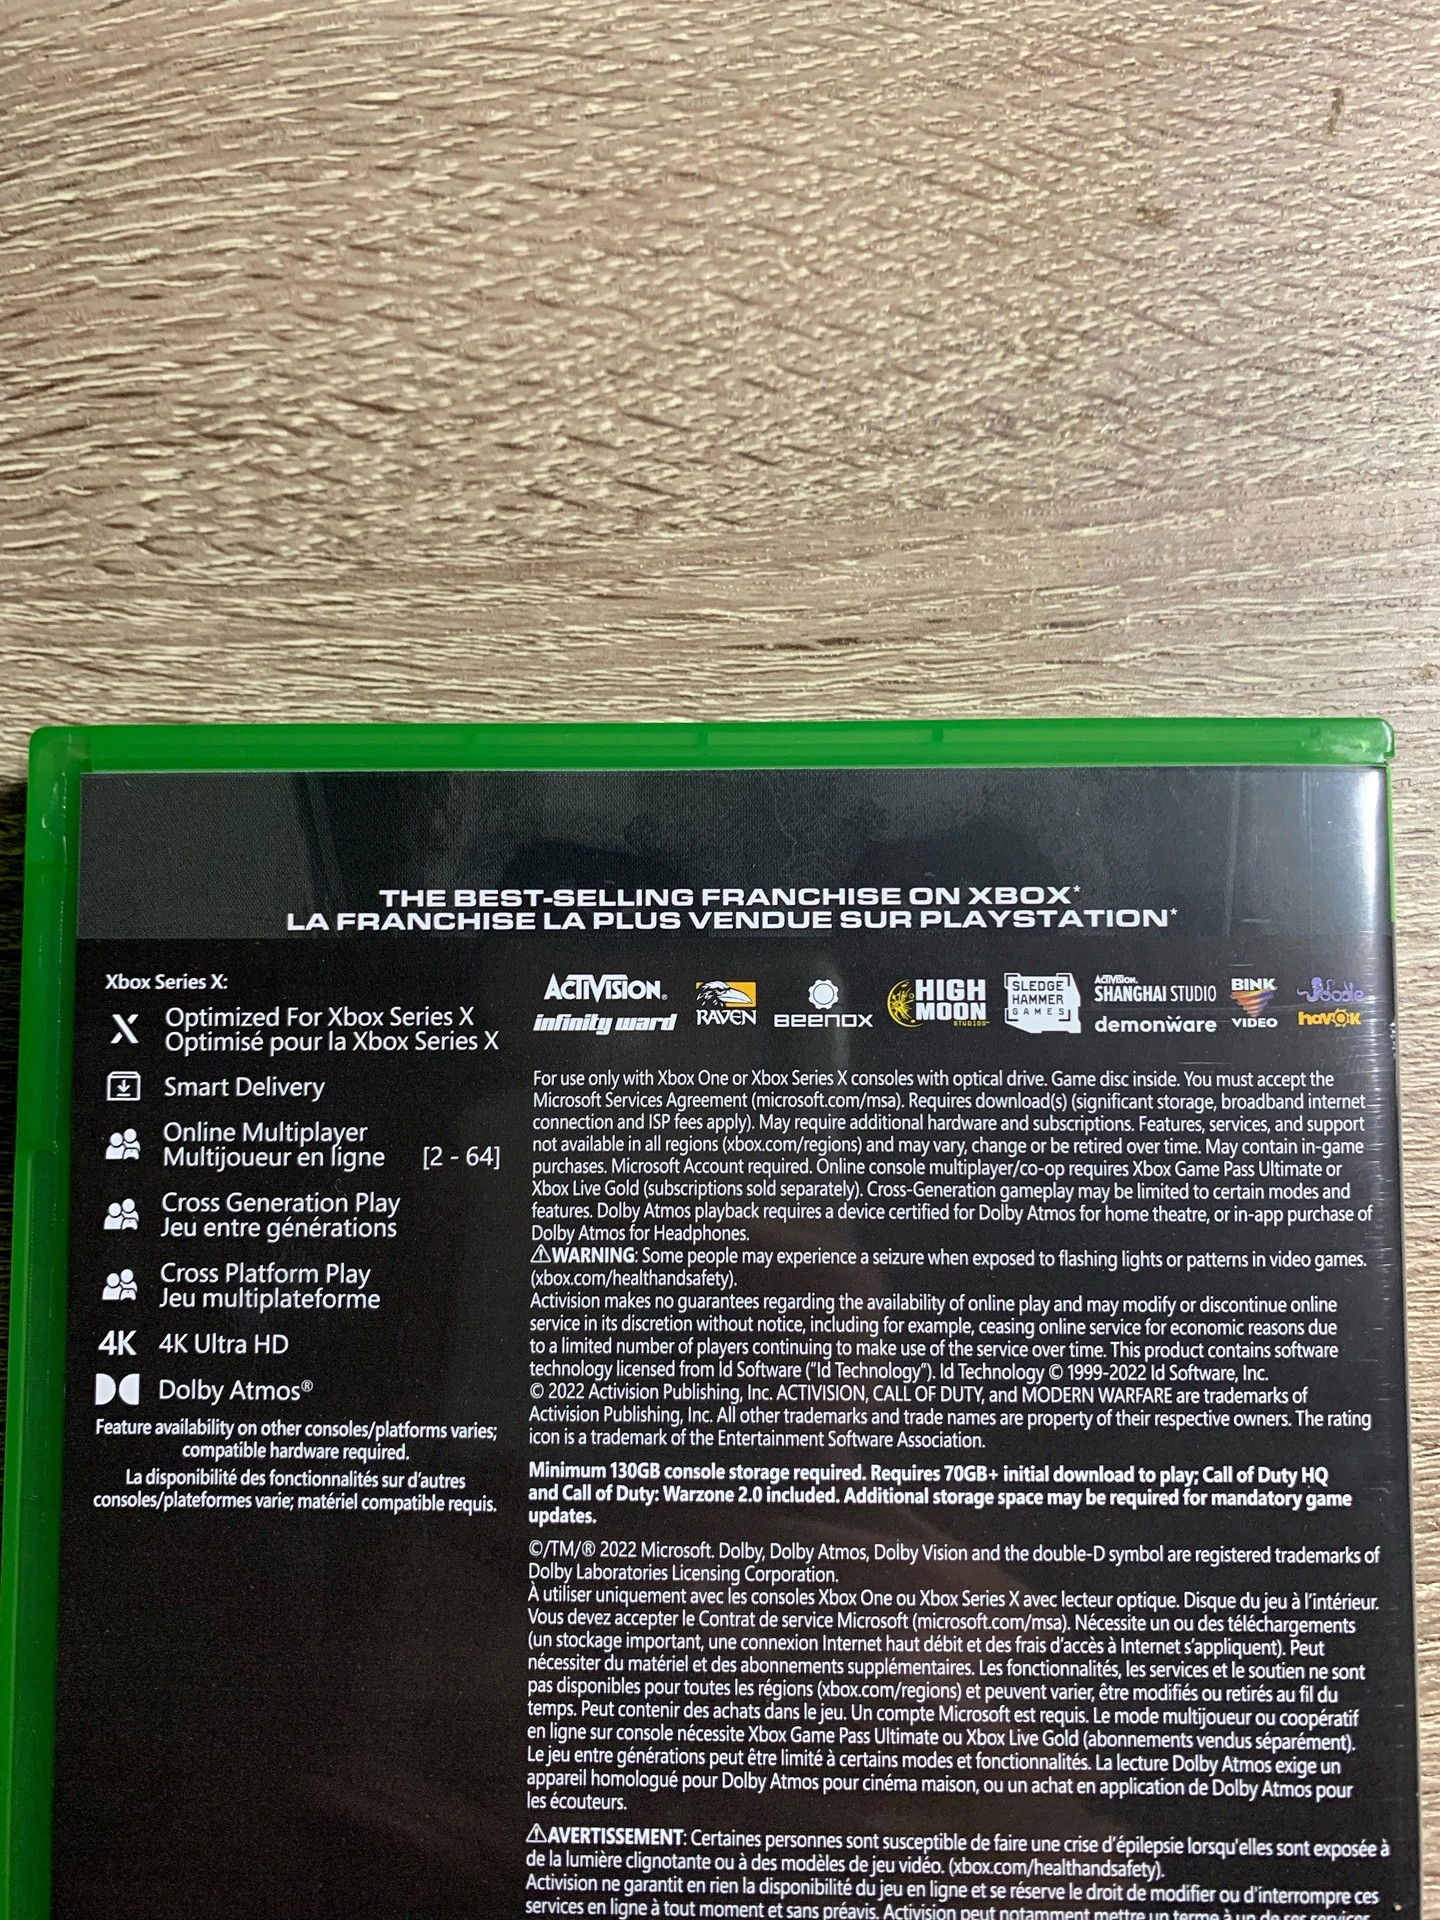 THE BEST-SELLING FRANCHISE ON XBOX*
LA FRANCHISE LA PLUS VENDUE SUR PLAYSTATION*
Xbox Series X:
X Optimized For Xbox Series X
Optimisé pour la Xbox Series X
Smart Delivery
Online Multiplayer
Multijoueur en ligne [2 - 64]
Cross Generation Play
Jeu entre générations
Cross Platform Play
Jeu multiplateforme
4K 4K Ultra HD
Dolby Atmos®
Feature availability on other consoles/platforms varies;
compatible hardware required.
La disponibilité des fonctionnalités sur d'autres
consoles/plateformes varie; matériel compatible requis.
ACTIVISION®
infinity ward
RAVEN
BEENOX
HIGH
MOON
STUDIOS™
SLEDGE
HAMMER
GAMES
ACTIVISION.
SHANGHAI STUDIO
demonware
BINK
VIDEO
oodle
havok
For use only with Xbox One or Xbox Series X consoles with optical drive. Game disc inside. You must accept the
Microsoft Services Agreement (microsoft.com/msa). Requires download(s) (significant storage, broadband internet
connection and ISP fees apply). May require additional hardware and subscriptions. Features, services, and support
not available in all regions (xbox.com/regions) and may vary, change or be retired over time. May contain in-game
purchases. Microsoft Account required. Online console multiplayer/co-op requires Xbox Game Pass Ultimate or
Xbox Live Gold (subscriptions sold separately). Cross-Generation gameplay may be limited to certain modes and
features. Dolby Atmos playback requires a device certified for Dolby Atmos for home theatre, or in-app purchase of
Dolby Atmos for Headphones.
⚠WARNING: Some people may experience a seizure when exposed to flashing lights or patterns in video games.
(xbox.com/healthandsafety).
Activision makes no guarantees regarding the availability of online play and may modify or discontinue online
service in its discretion without notice, including for example, ceasing online service for economic reasons due
to a limited number of players continuing to make use of the service over time. This product contains software
technology licensed from Id Software ("Id Technology"). Id Technology © 1999-2022 Id Software, Inc.
© 2022 Activision Publishing, Inc. ACTIVISION, CALL OF DUTY, and MODERN WARFARE are trademarks of
Activision Publishing, Inc. All other trademarks and trade names are property of their respective owners. The rating
icon is a trademark of the Entertainment Software Association.
Minimum 130GB console storage required. Requires 70GB+ initial download to play; Call of Duty HQ
and Call of Duty: Warzone 2.0 included. Additional storage space may be required for mandatory game
updates.
©/TM/® 2022 Microsoft. Dolby, Dolby Atmos, Dolby Vision and the double-D symbol are registered trademarks of
Dolby Laboratories Licensing Corporation.
À utiliser uniquement avec les consoles Xbox One ou Xbox Series X avec lecteur optique. Disque du jeu à l'intérieur.
Vous devez accepter le Contrat de service Microsoft (microsoft.com/msa). Nécessite un ou des téléchargements
(un stockage important, une connexion Internet haut débit et des frais d'accès à Internet s'appliquent). Peut
nécessiter du matériel et des abonnements supplémentaires. Les fonctionnalités, les services et le soutien ne sont
pas disponibles pour toutes les régions (xbox.com/regions) et peuvent varier, être modifiés ou retirés au fil du
temps. Peut contenir des achats dans le jeu. Un compte Microsoft est requis. Le mode multijoueur ou coopératif
en ligne sur console nécessite Xbox Game Pass Ultimate ou Xbox Live Gold (abonnements vendus séparément).
Le jeu entre générations peut être limité à certains modes et fonctionnalités. La lecture Dolby Atmos exige un
appareil homologué pour Dolby Atmos pour cinéma maison, ou un achat en application de Dolby Atmos pour
les écouteurs.
⚠AVERTISSEMENT: Certaines personnes sont susceptible de faire une crise d'épilepsie lorsqu'elles sont exposée à
de la lumière clignotante ou à des modèles de jeu vidéo. (xbox.com/healthandsafety).
Activision ne garantit en rien la disponibilité du jeu en ligne et se réserve le droit de modifier ou d'interrompre ces
services en ligne à tout moment et sans préavis. Activision peut notamment mettre un terme à un de ses services